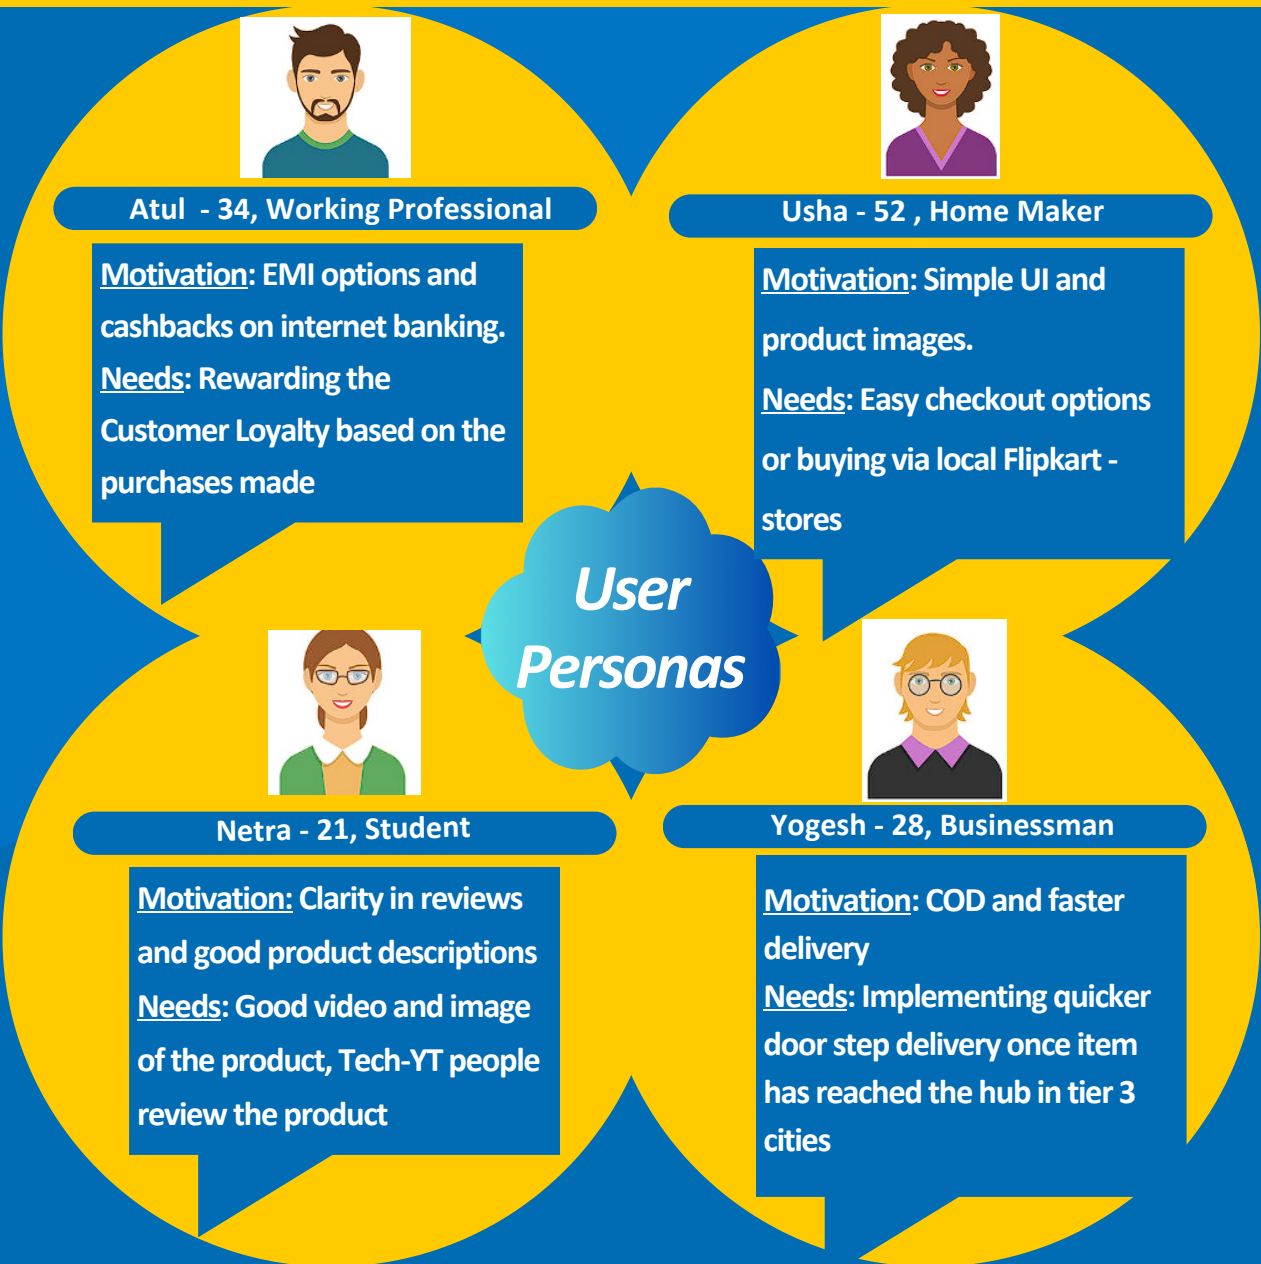 Atul - 34, Working Professional
Motivation: EMI options and
cashbacks on internet banking.
Needs: Rewarding the
Customer Loyalty based on the
purchases made
Usha - 52 , Home Maker
Motivation: Simple UI and
product images.
Needs: Easy checkout options
or buying via local Flipkart -
stores
User
Personas
Netra - 21, Student
Motivation: Clarity in reviews
and good product descriptions
Needs: Good video and image
of the product, Tech-YT people
review the product
Yogesh - 28, Businessman
Motivation: COD and faster
delivery
Needs: Implementing quicker
door step delivery once item
has reached the hub in tier 3
cities